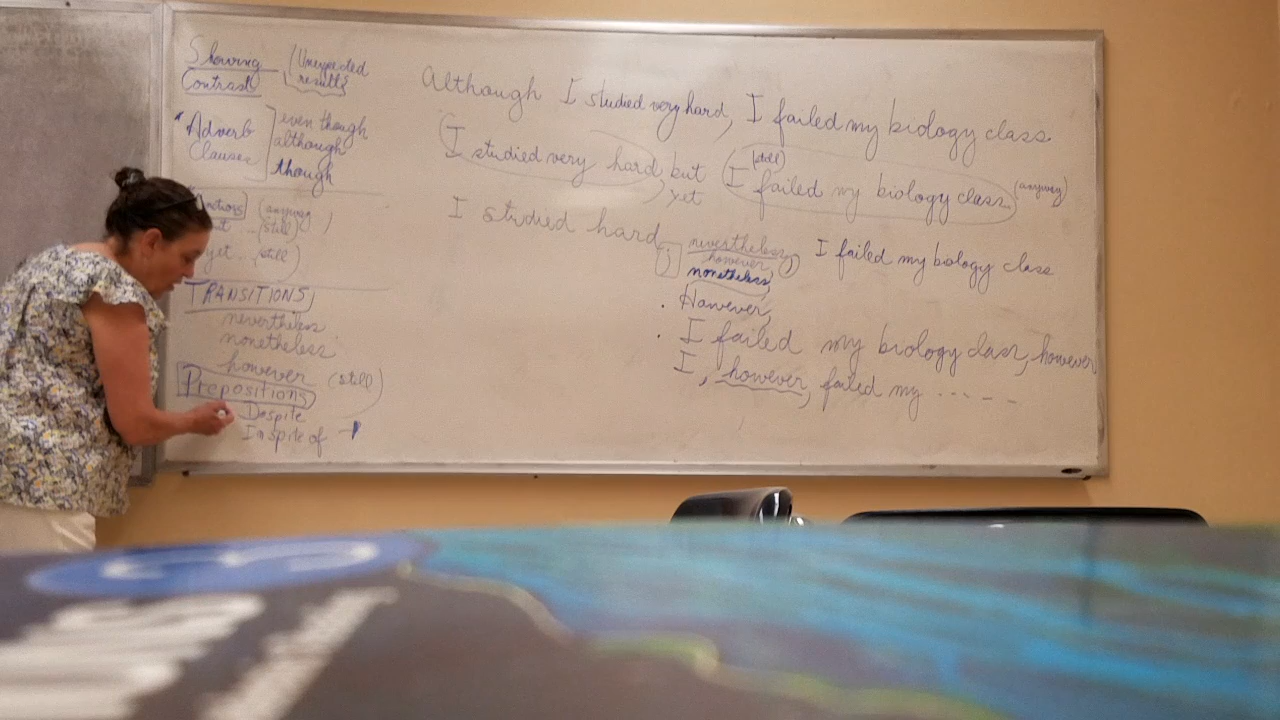 Showing (Unexpected
Contrast results
* Adverb even though
Clauses although
though
(anyway)
(still)
yet .. (still)
TRANSITIONS
nevertheless
nonetheless
however (still)
Prepositions
Despite
In spite of
Although I studied very hard, I failed my biology class.
(still)
I studied very hard, but I failed my biology class (anyway)
yet
I studied hard ; nevertheless, I failed my biology class
however
nonetheless,
. However,
. I failed my biology class, however
I, however, failed my -----